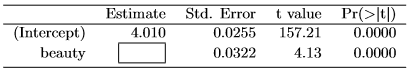 Estimate Std. Error t value Pr(>|t|)
(Intercept) 4.010 0.0255 157.21 0.0000
beauty 0.0322 4.13 0.0000